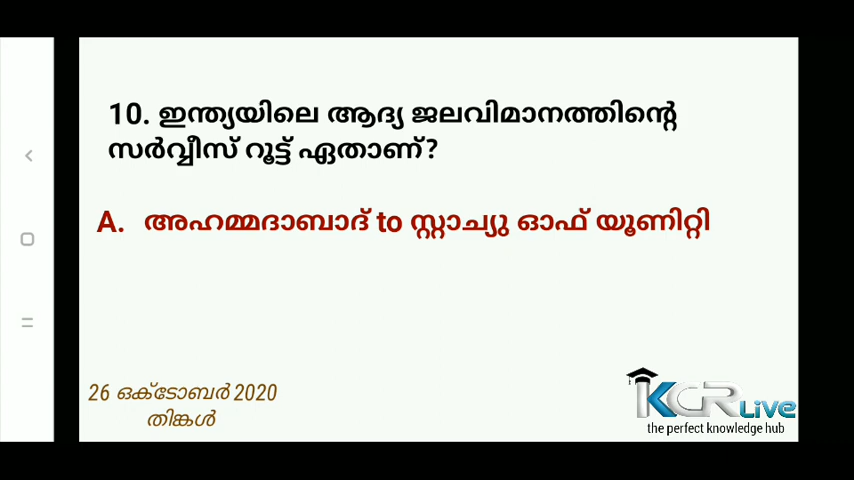 10. ഇന്ത്യയിലെ ആദ്യ ജലവിമാനത്തിന്റെ
സർവ്വീസ് റൂട്ട് ഏതാണ്?
A. അഹമ്മദാബാദ് to സ്റ്റാച്യു ഓഫ് യൂണിറ്റി
26 ഒക്ടോബർ 2020
തിങ്കൾ
KGR Live
the perfect knowledge hub